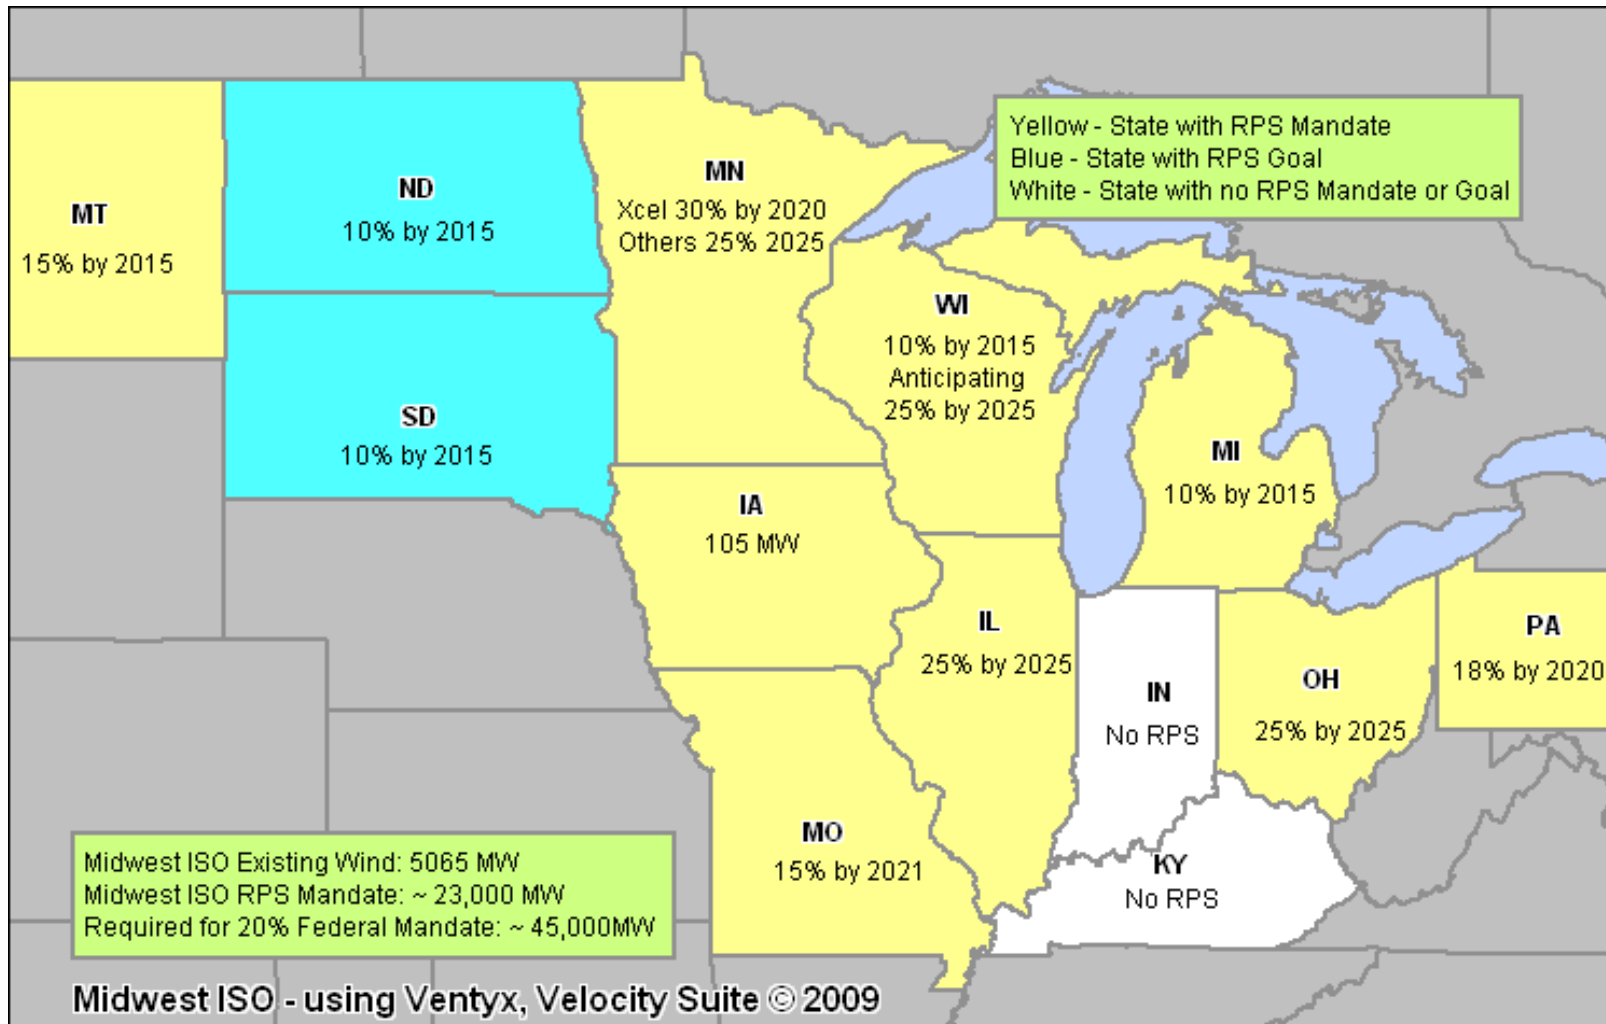 Yellow - State with RPS Mandate
Blue - State with RPS Goal
White - State with no RPS Mandate or Goal
MT
15% by 2015
ND
10% by 2015
SD
10% by 2015
MN
Xcel 30% by 2020
Others 25% 2025
WI
10% by 2015
Anticipating
25% by 2025
MI
10% by 2015
IA
105 MW
IL
25% by 2025
IN
No RPS
OH
25% by 2025
PA
18% by 2020
MO
15% by 2021
KY
No RPS
Midwest ISO Existing Wind: 5065 MW
Midwest ISO RPS Mandate: ~ 23,000 MW
Required for 20% Federal Mandate: ~ 45,000MW
Midwest ISO - using Ventyx, Velocity Suite © 2009